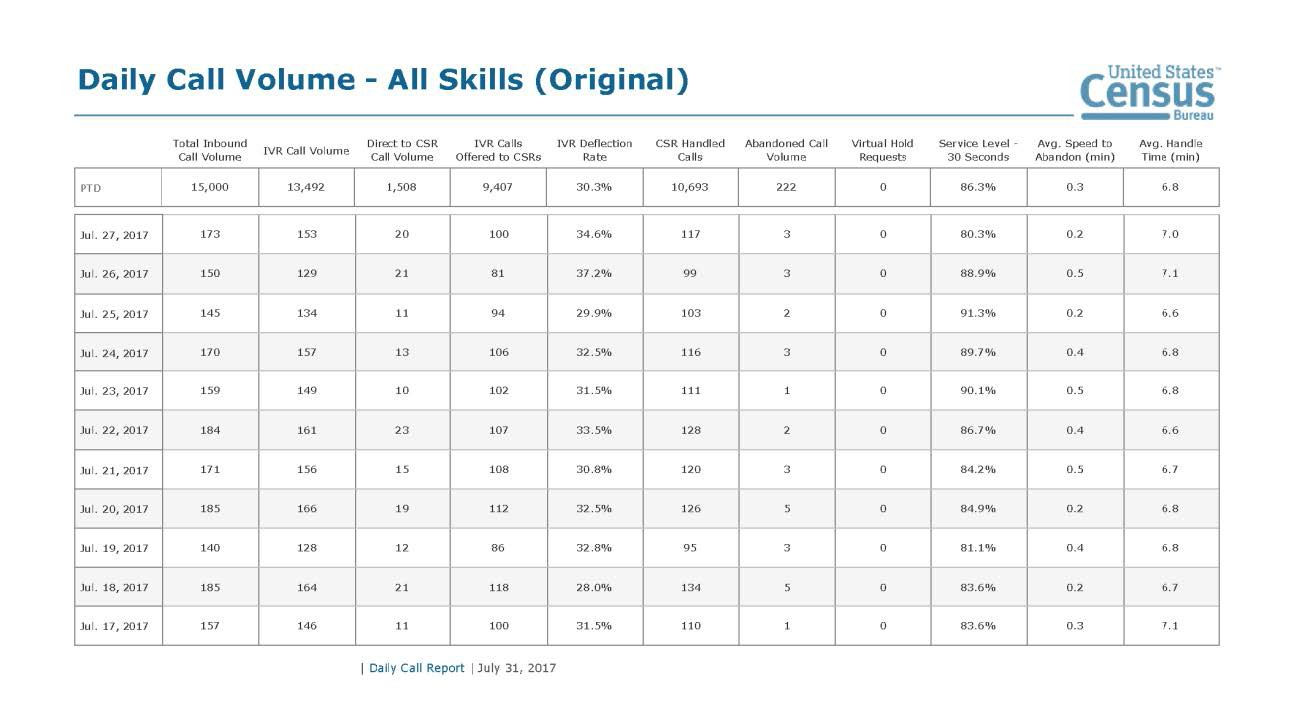 Daily Call Volume - All Skills (Original)
United States™
Census
Bureau
Total Inbound Call Volume IVR Call Volume Direct to CSR Call Volume IVR Calls Offered to CSRs IVR Deflection Rate CSR Handled Calls Abandoned Call Volume Virtual Hold Requests Service Level - 30 Seconds Avg. Speed to Abandon (min) Avg. Handle Time (min)
PTD 15,000 13,492 1,508 9,407 30.3% 10,693 222 0 86.3% 0.3 6.8
Jul. 27, 2017 173 153 20 100 34.6% 117 3 0 80.3% 0.2 7.0
Jul. 26, 2017 150 129 21 81 37.2% 99 3 0 88.9% 0.5 7.1
Jul. 25, 2017 145 134 11 94 29.9% 103 2 0 91.3% 0.2 6.6
Jul. 24, 2017 170 157 13 106 32.5% 116 3 0 89.7% 0.4 6.8
Jul. 23, 2017 159 149 10 102 31.5% 111 1 0 90.1% 0.5 6.8
Jul. 22, 2017 184 161 23 107 33.5% 128 2 0 86.7% 0.4 6.6
Jul. 21, 2017 171 156 15 108 30.8% 120 3 0 84.2% 0.5 6.7
Jul. 20, 2017 185 166 19 112 32.5% 126 5 0 84.9% 0.2 6.8
Jul. 19, 2017 140 128 12 86 32.8% 95 3 0 81.1% 0.4 6.8
Jul. 18, 2017 185 164 21 118 28.0% 134 5 0 83.6% 0.2 6.7
Jul. 17, 2017 157 146 11 100 31.5% 110 1 0 83.6% 0.3 7.1
| Daily Call Report | July 31, 2017